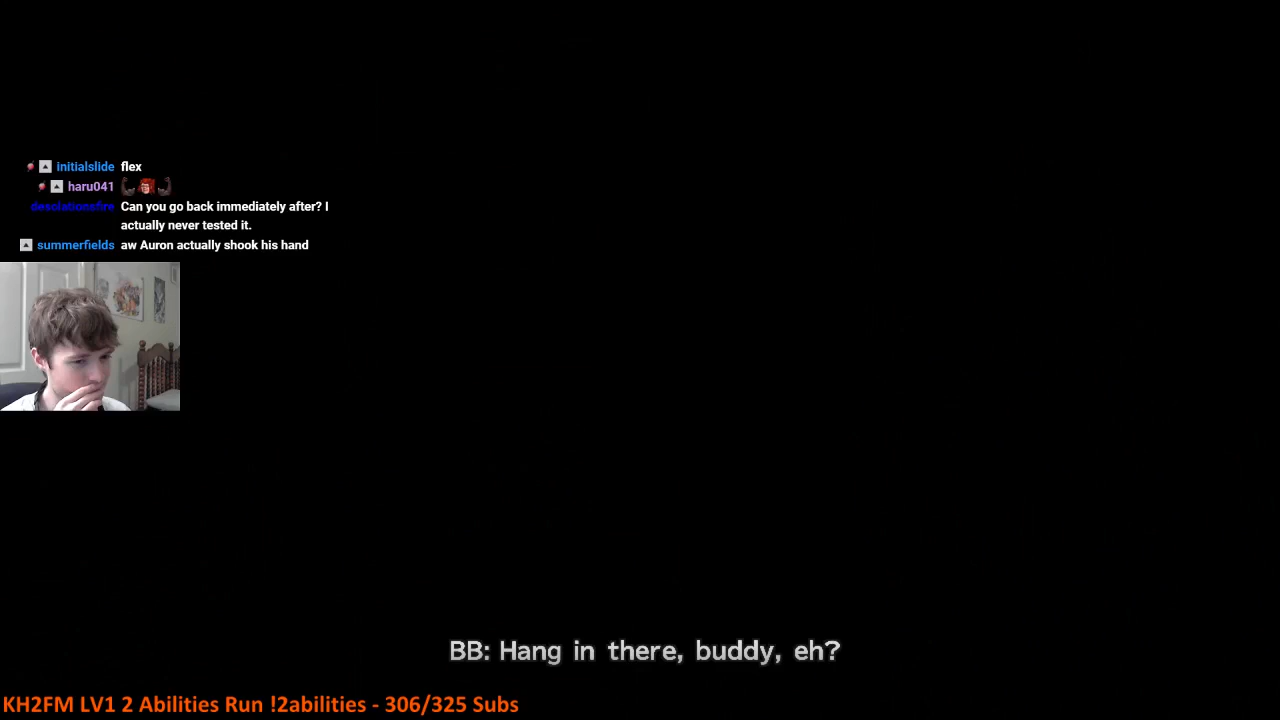 initialslide flex
haru041
desolationsfire Can you go back immediately after? I
actually never tested it.
summerfields aw Auron actually shook his hand
BB: Hang in there, buddy, eh?
KH2FM LV1 2 Abilities Run !2abilities - 306/325 Subs